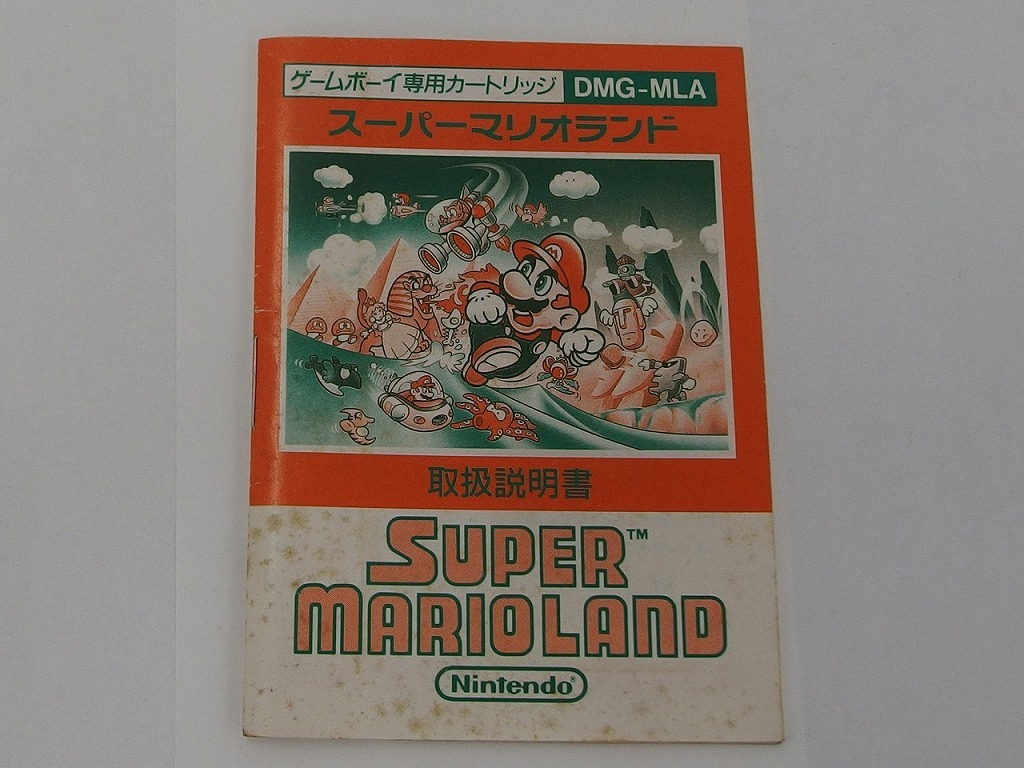 ゲームボーイ専用カートリッジ DMG-MLA
スーパーマリオランド
取扱説明書
SUPER™
MARIOLAND
Nintendo®